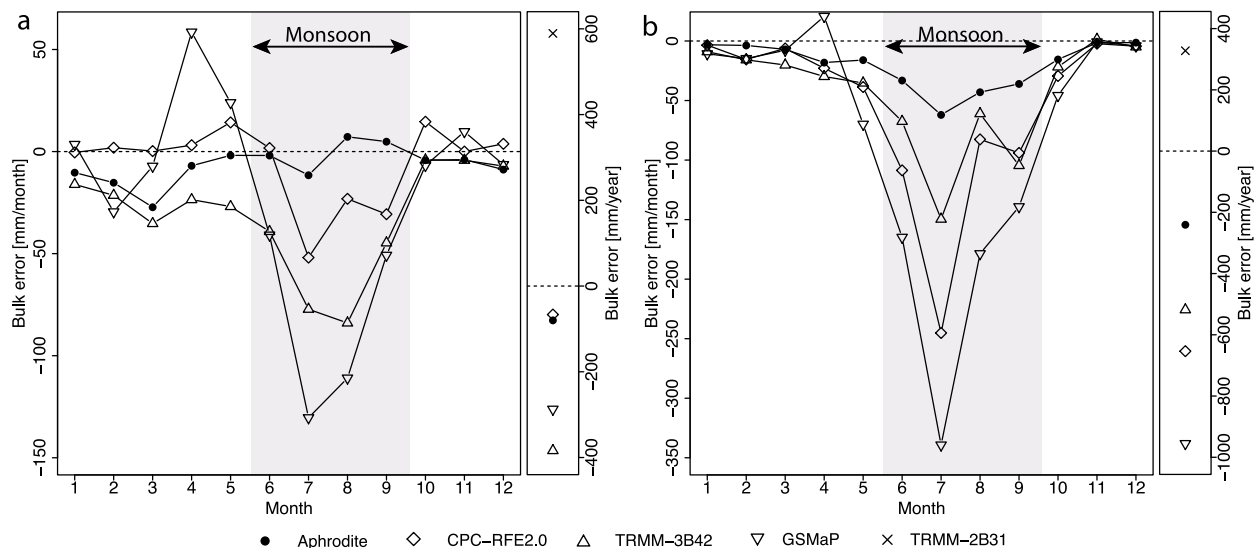 a
Monsoon
Bulk error [mm/month]
50
0
−50
−100
−150
1 2 3 4 5 6 7 8 9 10 11 12
Month
600
400
200
0
−200
−400
Bulk error [mm/year]
b
Monsoon
Bulk error [mm/month]
0
−50
−100
−150
−200
−250
−300
−350
1 2 3 4 5 6 7 8 9 10 11 12
Month
400
200
0
−200
−400
−600
−800
−1000
Bulk error [mm/year]
Aphrodite CPC−RFE2.0 TRMM−3B42 GSMaP TRMM−2B31